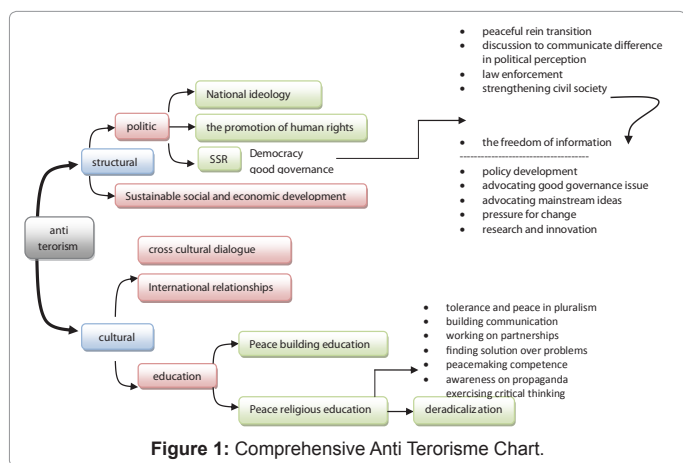 • peaceful rein transition
• discussion to communicate difference
in political perception
• law enforcement
• strengthening civil society
• the freedom of information
--------------------------------------
• policy development
• advocating good governance issue
• advocating mainstream ideas
• pressure for change
• research and innovation
National ideology
politic
the promotion of human rights
SSR
Democracy
good governance
structural
Sustainable social and economic development
anti
terorism
cross cultural dialogue
International relationships
cultural
education
Peace building education
Peace religious education
• tolerance and peace in pluralism
• building communication
• working on partnerships
• finding solution over problems
• peacemaking competence
• awareness on propaganda
exercising critical thinking
deradicalization
Figure 1: Comprehensive Anti Terorisme Chart.